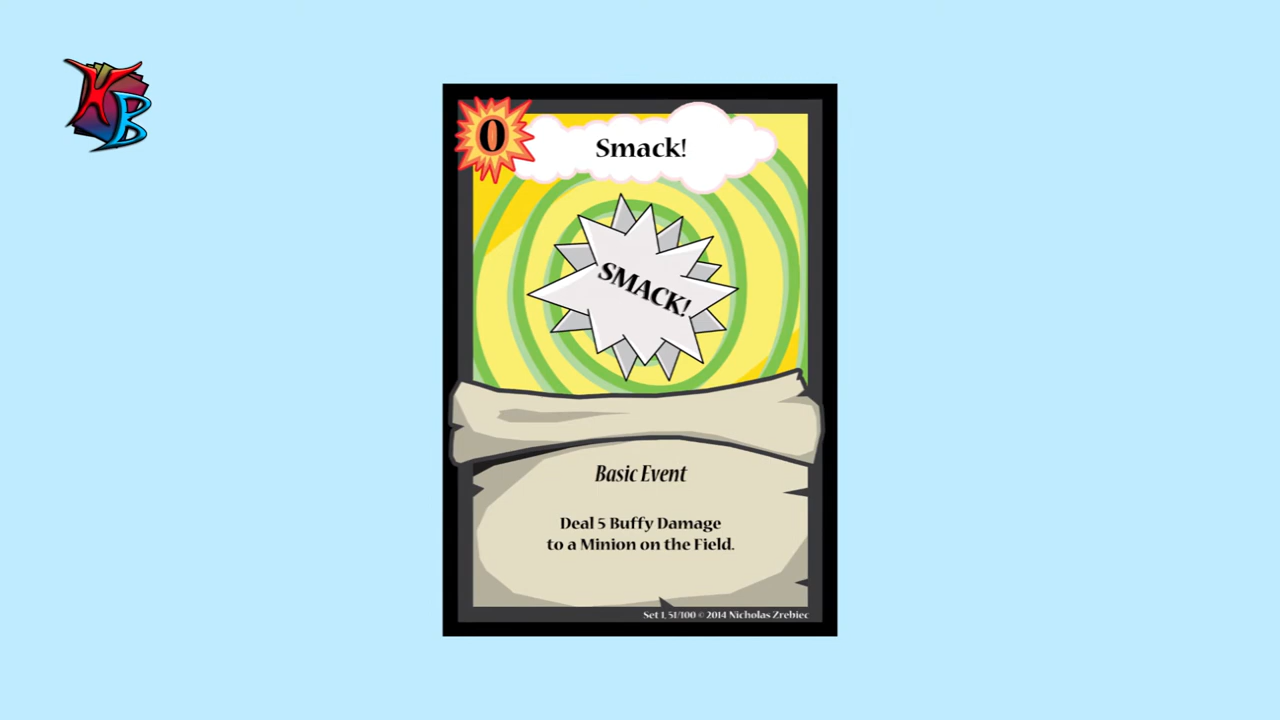 KB
0
Smack!
SMACK!
Basic Event
Deal 5 Buffy Damage
to a Minion on the Field.
Set 1, 51/100 © 2014 Nicholas Zrebiec